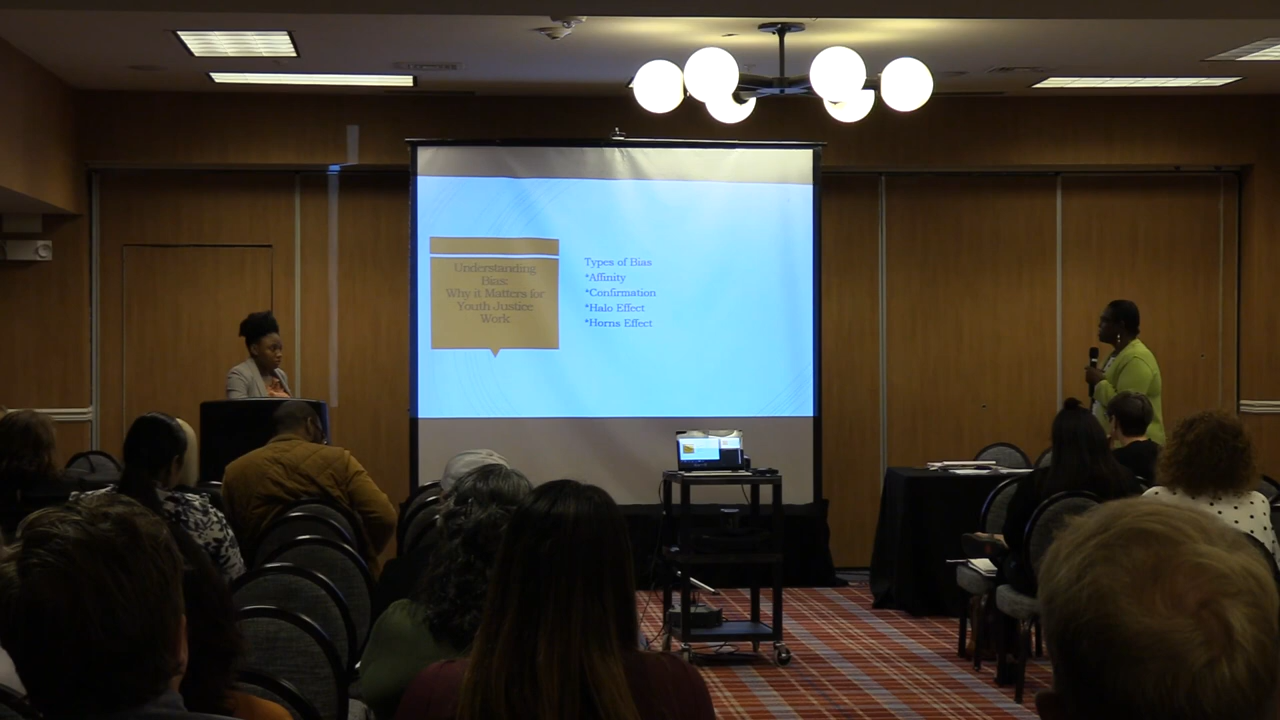 Understanding
Bias:
Why it Matters for
Youth Justice
Work
Types of Bias
*Affinity
*Confirmation
*Halo Effect
*Horns Effect